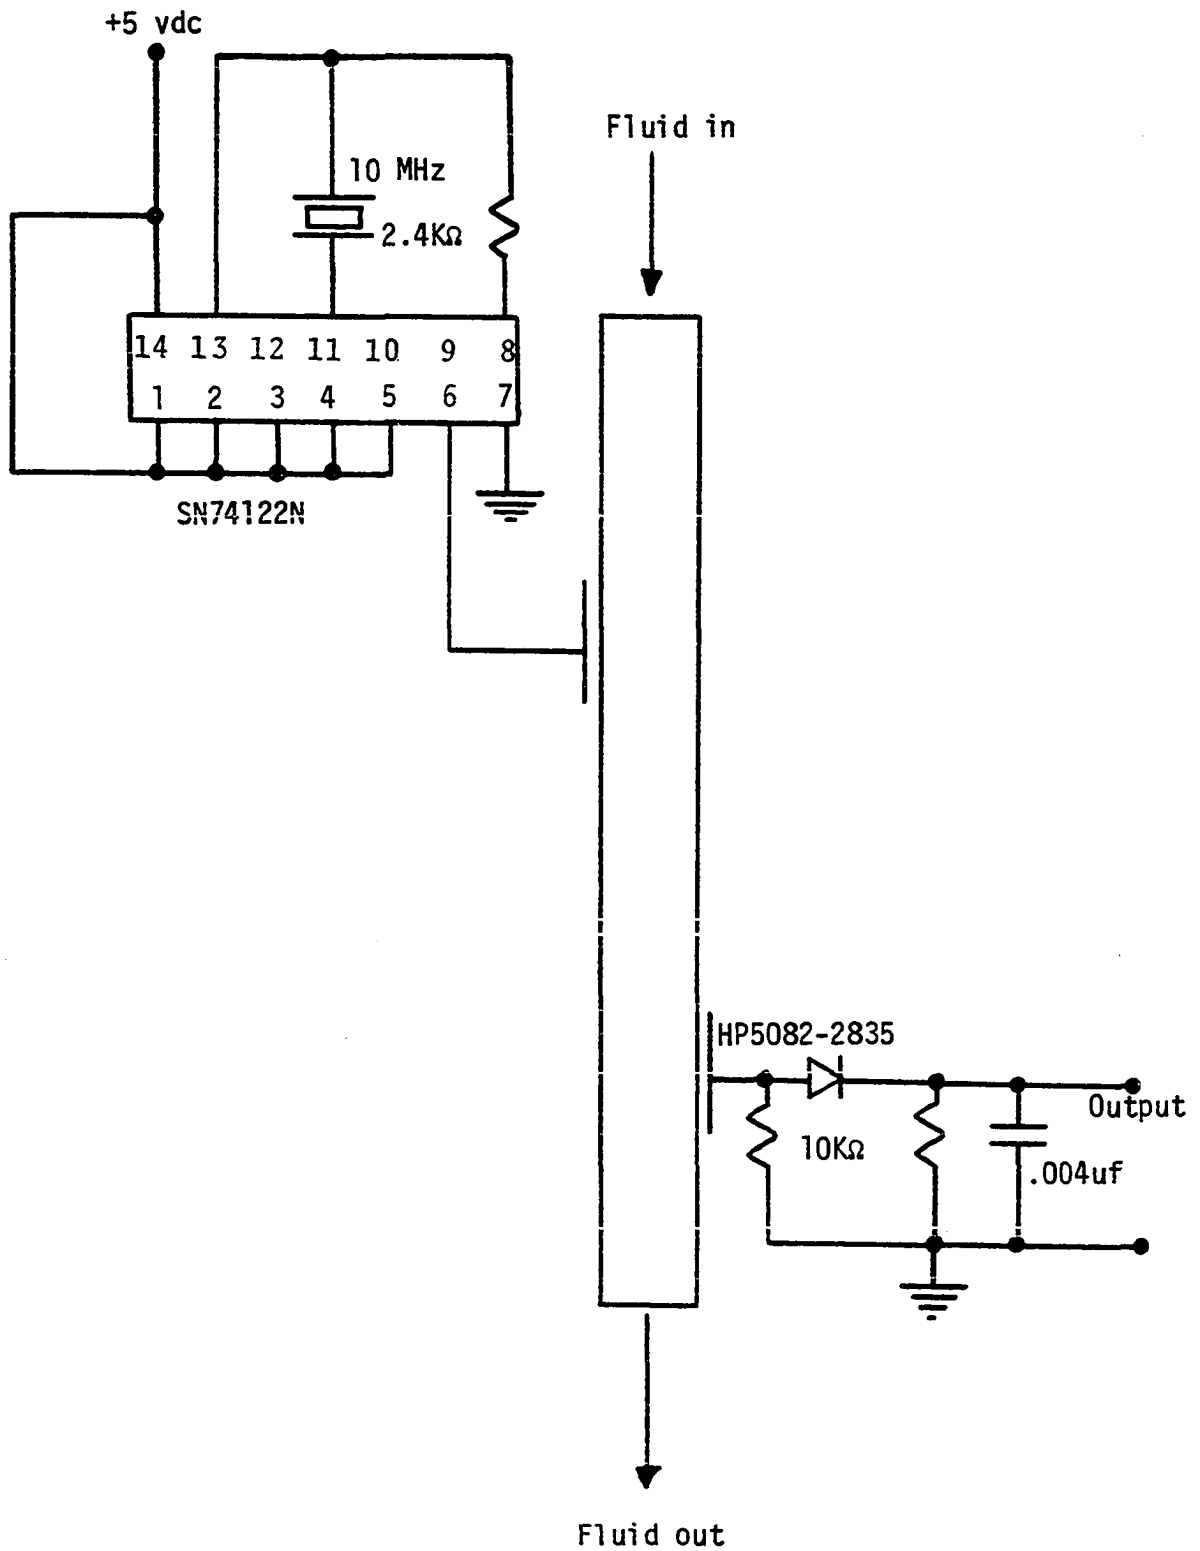 +5 vdc
Fluid in
10 MHz
2.4KΩ
14 13 12 11 10 9 8
1 2 3 4 5 6 7
SN74122N
HP5082-2835
Output
10KΩ
.004uf
Fluid out